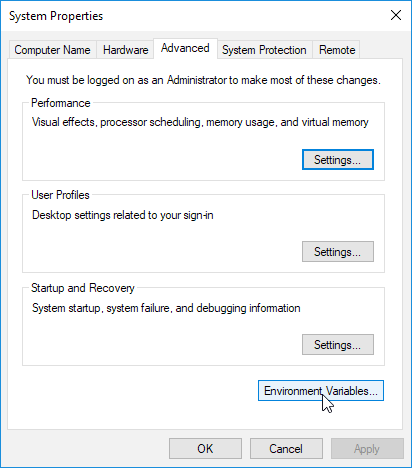 System Properties
Computer Name Hardware Advanced System Protection Remote
You must be logged on as an Administrator to make most of these changes.
Performance
Visual effects, processor scheduling, memory usage, and virtual memory
Settings...
User Profiles
Desktop settings related to your sign-in
Settings...
Startup and Recovery
System startup, system failure, and debugging information
Settings...
Environment Variables...
OK Cancel Apply